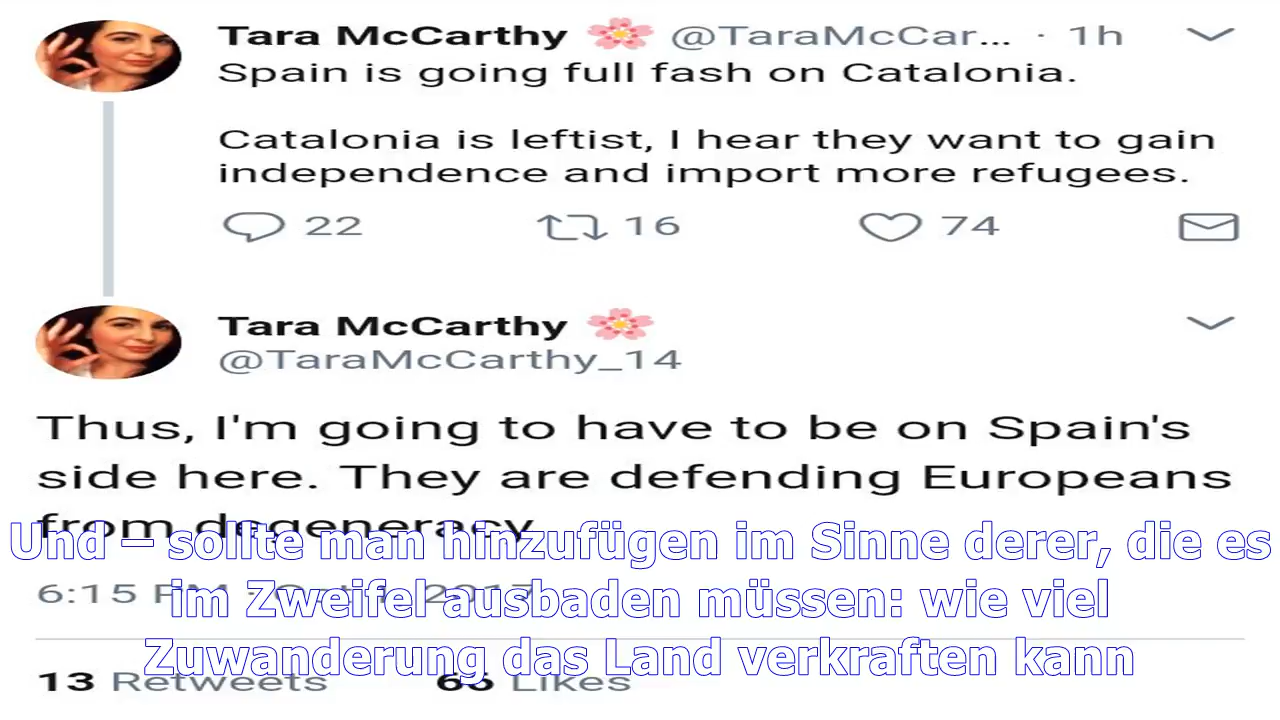 Tara McCarthy 🌸 @TaraMcCar... · 1h
Spain is going full fash on Catalonia.
Catalonia is leftist, I hear they want to gain
independence and import more refugees.
22 16 74
Tara McCarthy 🌸
@TaraMcCarthy_14
Thus, I'm going to have to be on Spain's
side here. They are defending Europeans
from degeneracy
Und – sollte man hinzufügen im Sinne derer, die es
6:15 PM 2017
im Zweifel ausbaden müssen: wie viel
Zuwanderung das Land verkraften kann
13 Retweets Likes